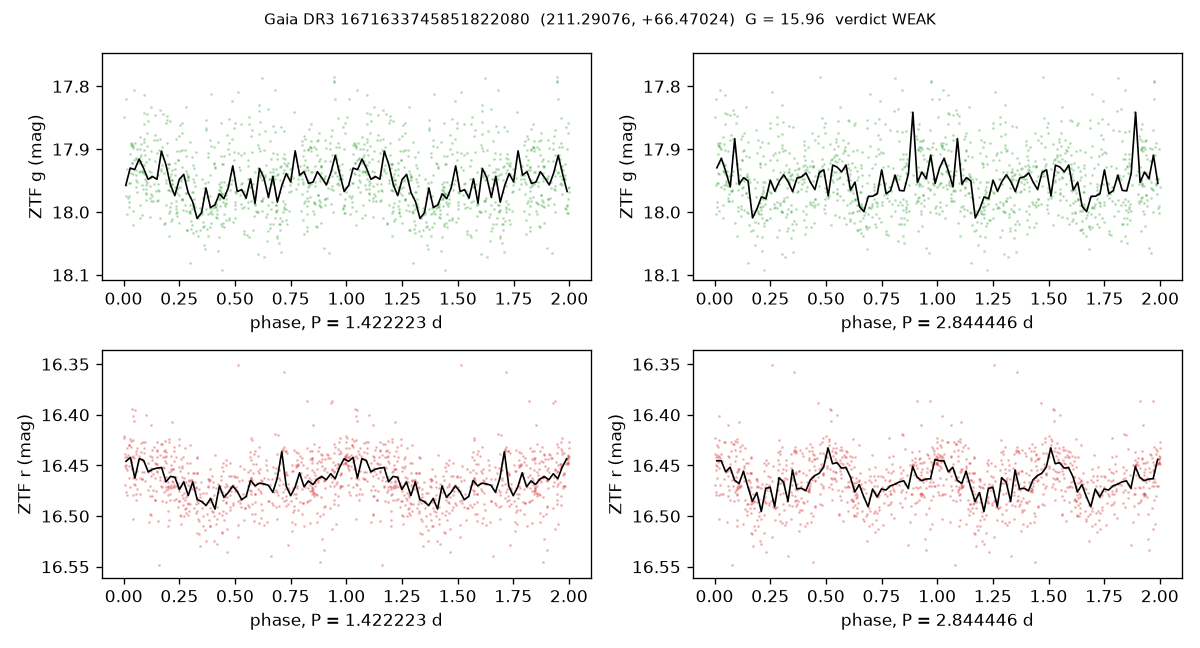 Gaia DR3 1671633745851822080  (211.29076, +66.47024)  G = 15.96  verdict WEAK
ZTF g (mag)
17.8
17.9
18.0
18.1
0.00 0.25 0.50 0.75 1.00 1.25 1.50 1.75 2.00
phase, P = 1.422223 d
ZTF g (mag)
17.8
17.9
18.0
18.1
0.00 0.25 0.50 0.75 1.00 1.25 1.50 1.75 2.00
phase, P = 2.844446 d
ZTF r (mag)
16.35
16.40
16.45
16.50
16.55
0.00 0.25 0.50 0.75 1.00 1.25 1.50 1.75 2.00
phase, P = 1.422223 d
ZTF r (mag)
16.35
16.40
16.45
16.50
16.55
0.00 0.25 0.50 0.75 1.00 1.25 1.50 1.75 2.00
phase, P = 2.844446 d